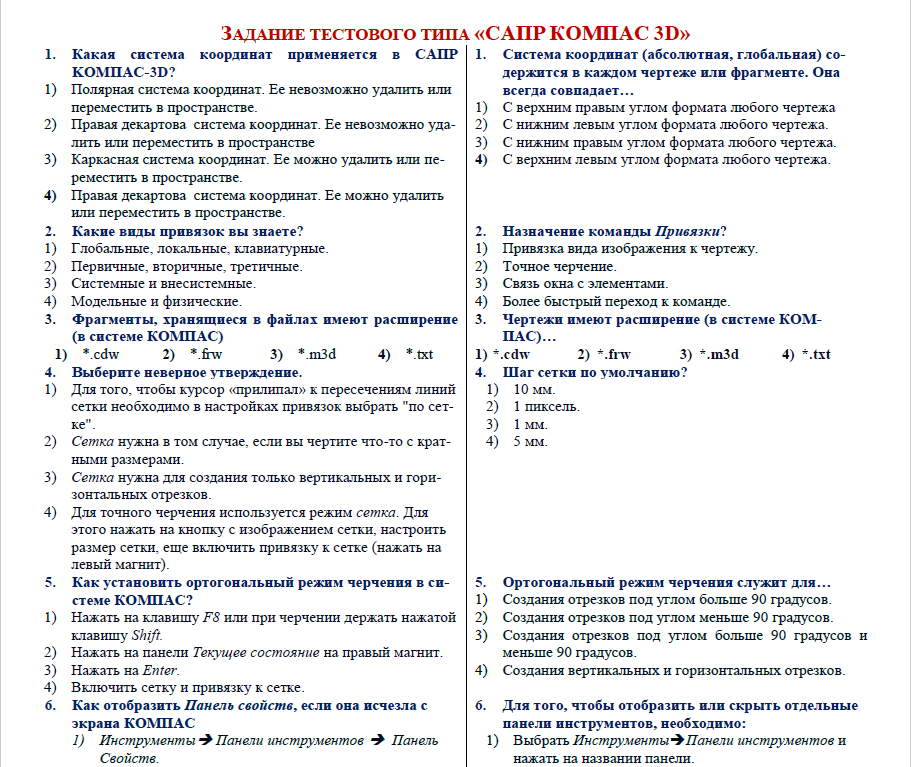 ЗАДАНИЕ ТЕСТОВОГО ТИПА «САПР КОМПАС 3D»
1. Какая система координат применяется в САПР
КОМПАС-3D?
1) Полярная система координат. Ее невозможно удалить или
переместить в пространстве.
2) Правая декартова система координат. Ее невозможно уда-
лить или переместить в пространстве
3) Каркасная система координат. Ее можно удалить или пе-
реместить в пространстве.
4) Правая декартова система координат. Ее можно удалить
или переместить в пространстве.
2. Какие виды привязок вы знаете?
1) Глобальные, локальные, клавиатурные.
2) Первичные, вторичные, третичные.
3) Системные и внесистемные.
4) Модельные и физические.
3. Фрагменты, хранящиеся в файлах имеют расширение
(в системе КОМПАС)
1) *.cdw 2) *.frw 3) *.m3d 4) *.txt
4. Выберите неверное утверждение.
1) Для того, чтобы курсор «прилипал» к пересечениям линий
сетки необходимо в настройках привязок выбрать "по сет-
ке".
2) Сетка нужна в том случае, если вы чертите что-то с крат-
ными размерами.
3) Сетка нужна для создания только вертикальных и гори-
зонтальных отрезков.
4) Для точного черчения используется режим сетка. Для
этого нажать на кнопку с изображением сетки, настроить
размер сетки, еще включить привязку к сетке (нажать на
левый магнит).
5. Как установить ортогональный режим черчения в си-
стеме КОМПАС?
1) Нажать на клавишу F8 или при черчении держать нажатой
клавишу Shift.
2) Нажать на панели Текущее состояние на правый магнит.
3) Нажать на Enter.
4) Включить сетку и привязку к сетке.
6. Как отобразить Панель свойств, если она исчезла с
экрана КОМПАС
1) Инструменты➔ Панели инструментов ➔ Панель
Свойств.
1. Система координат (абсолютная, глобальная) со-
держится в каждом чертеже или фрагменте. Она
всегда совпадает…
1) С верхним правым углом формата любого чертежа
2) С нижним левым углом формата любого чертежа.
3) С нижним правым углом формата любого чертежа.
4) С верхним левым углом формата любого чертежа.
2. Назначение команды Привязки?
1) Привязка вида изображения к чертежу.
2) Точное черчение.
3) Связь окна с элементами.
4) Более быстрый переход к команде.
3. Чертежи имеют расширение (в системе КОМ-
ПАС)…
1) *.cdw 2) *.frw 3) *.m3d 4) *.txt
4. Шаг сетки по умолчанию?
1) 10 мм.
2) 1 пиксель.
3) 1 мм.
4) 5 мм.
5. Ортогональный режим черчения служит для…
1) Создания отрезков под углом больше 90 градусов.
2) Создания отрезков под углом меньше 90 градусов.
3) Создания отрезков под углом больше 90 градусов и
меньше 90 градусов.
4) Создания вертикальных и горизонтальных отрезков.
6. Для того, чтобы отобразить или скрыть отдельные
панели инструментов, необходимо:
1) Выбрать Инструменты➔Панели инструментов и
нажать на названии панели.